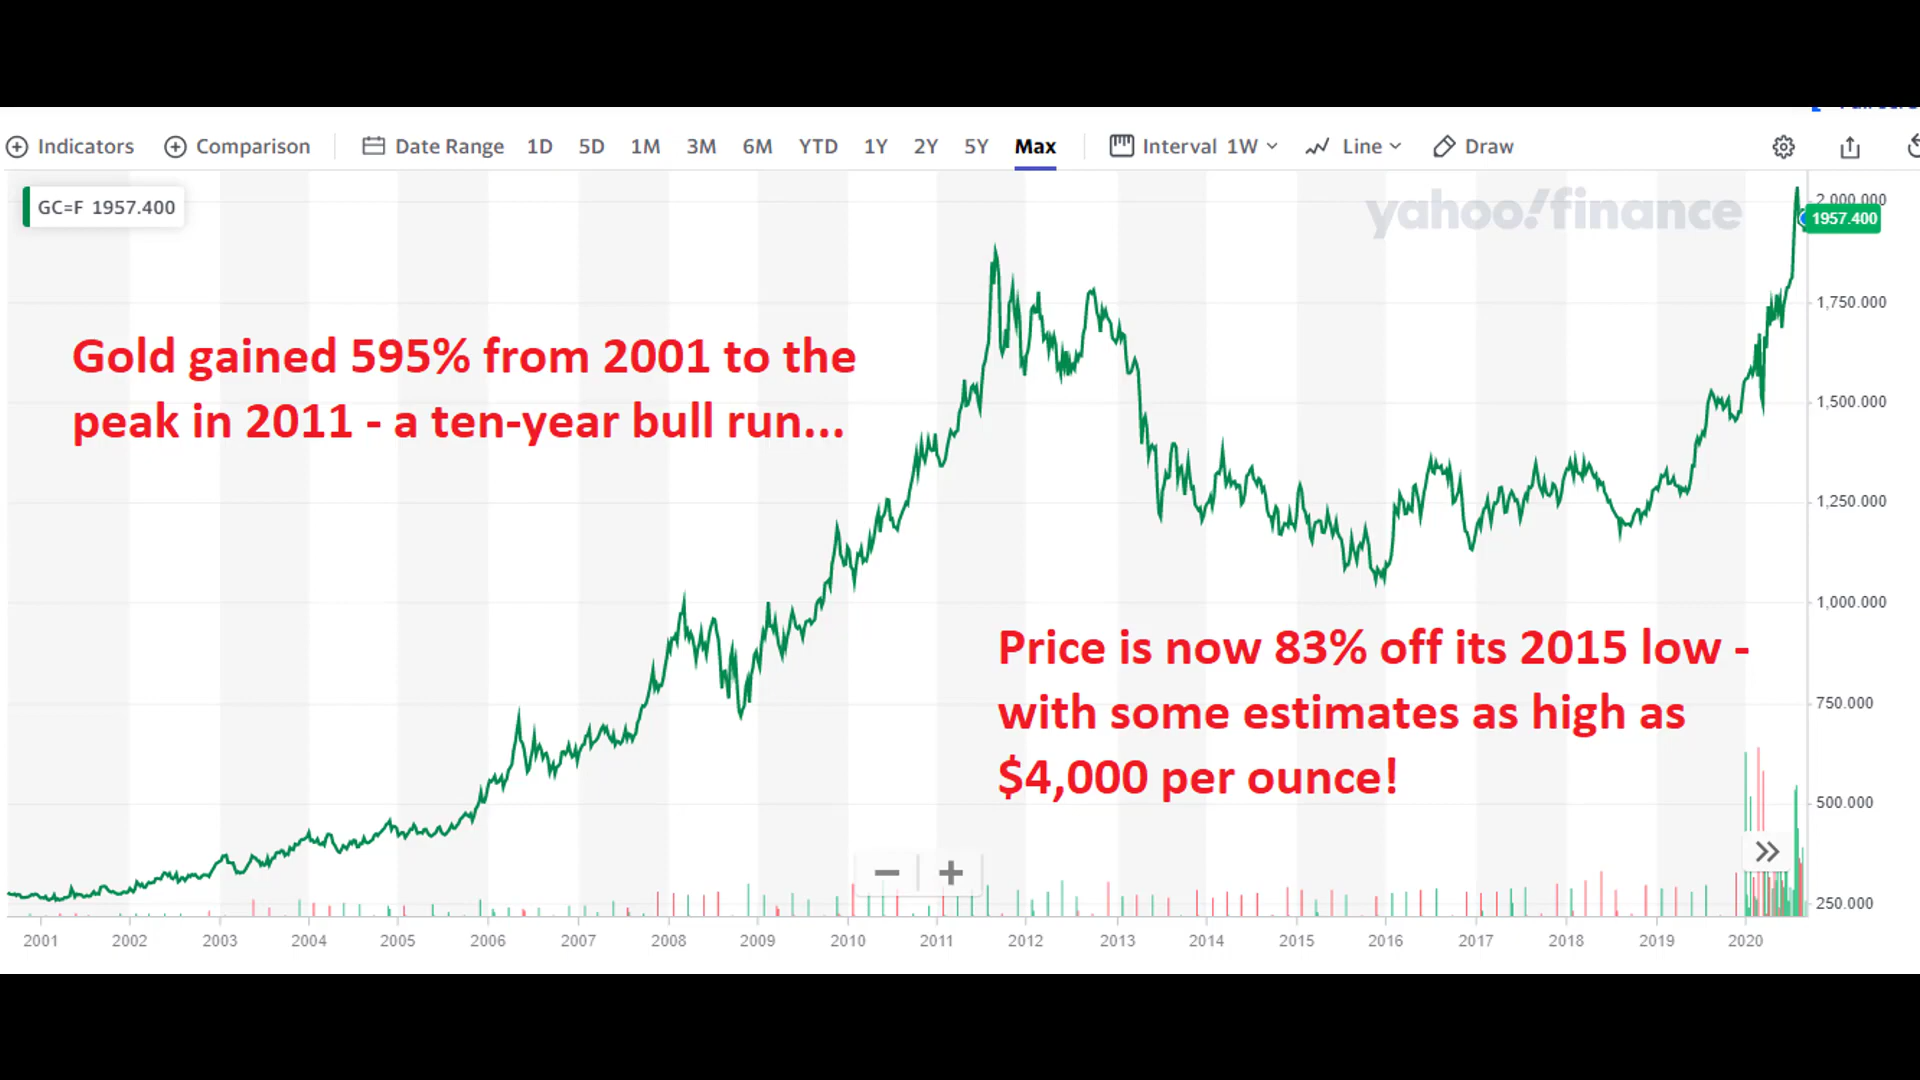 Indicators Comparison Date Range 1D 5D 1M 3M 6M YTD 1Y 2Y 5Y Max Interval 1W Line Draw
GC=F 1957.400
yahoo!finance
2,000.000
1957.400
1,750.000
Gold gained 595% from 2001 to the
peak in 2011 - a ten-year bull run...
1,500.000
1,250.000
1,000.000
Price is now 83% off its 2015 low -
with some estimates as high as
$4,000 per ounce!
750.000
500.000
250.000
2001 2002 2003 2004 2005 2006 2007 2008 2009 2010 2011 2012 2013 2014 2015 2016 2017 2018 2019 2020